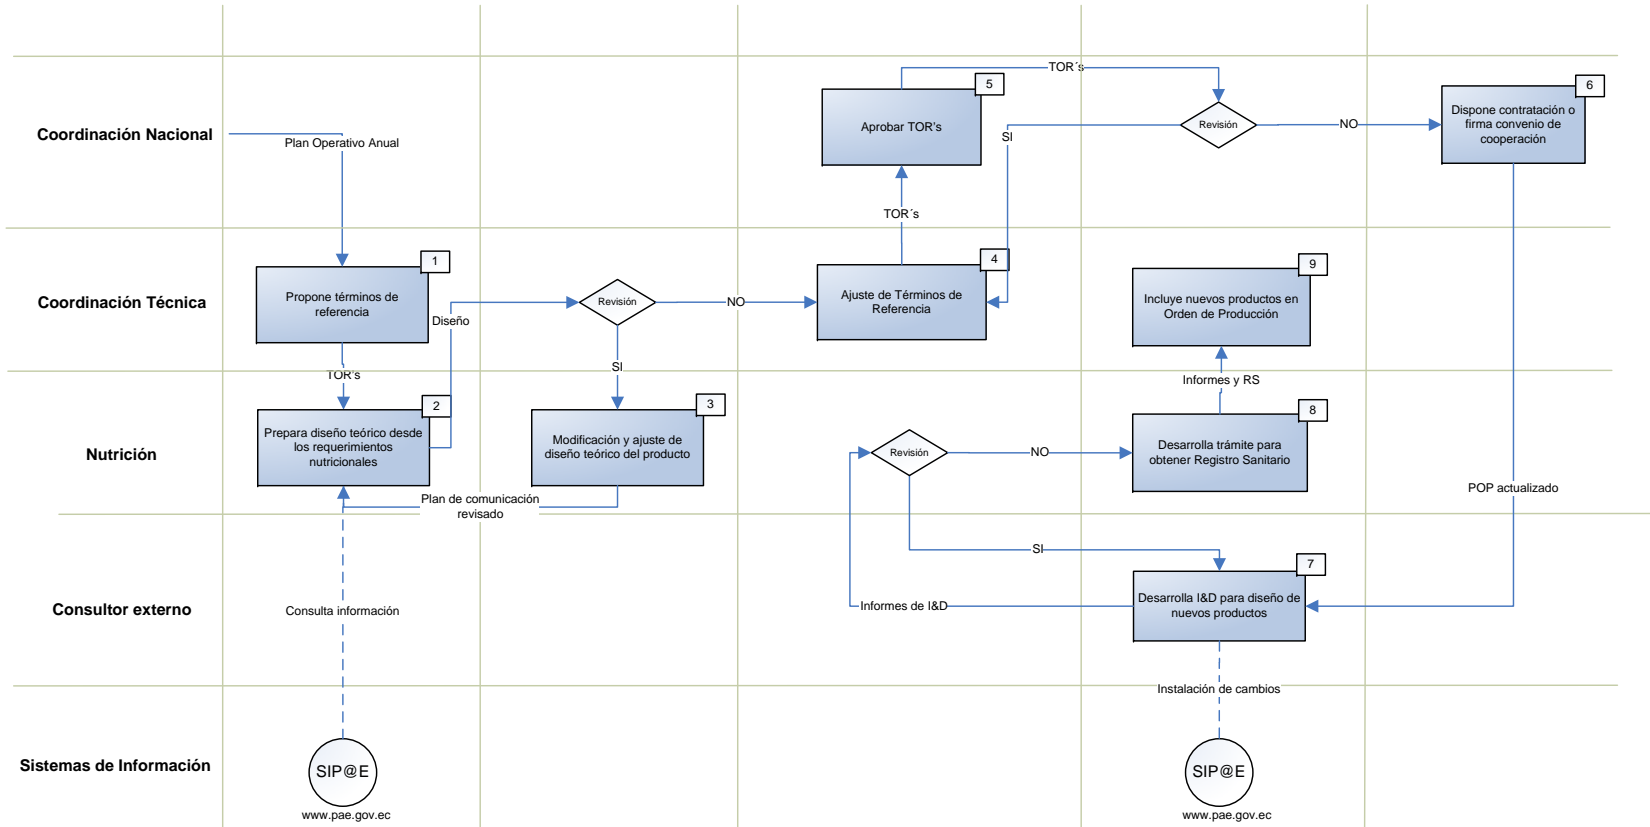 TOR´s
5
6
Coordinación Nacional
Plan Operativo Anual
Aprobar TOR's
Revisión
SI
NO
Dispone contratación o
firma convenio de
cooperación
TOR´s
1
4
9
Coordinación Técnica
Propone términos de
referencia
Diseño
Revisión
NO
Ajuste de Términos de
Referencia
Incluye nuevos productos en
Orden de Producción
TOR's
SI
Informes y RS
2
3
8
Nutrición
Prepara diseño teórico desde
los requerimientos
nutricionales
Modificación y ajuste de
diseño teórico del producto
Revisión
NO
Desarrolla trámite para
obtener Registro Sanitario
Plan de comunicación
revisado
POP actualizado
SI
7
Consultor externo
Consulta información
Informes de I&D
Desarrolla I&D para diseño de
nuevos productos
Instalación de cambios
Sistemas de Información
SIP@E
www.pae.gov.ec
SIP@E
www.pae.gov.ec